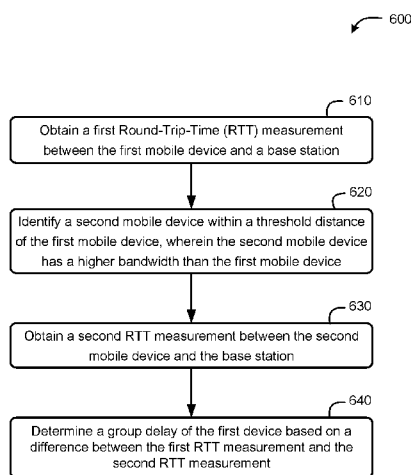 600
610
Obtain a first Round-Trip-Time (RTT) measurement
between the first mobile device and a base station
620
Identify a second mobile device within a threshold distance
of the first mobile device, wherein the second mobile device
has a higher bandwidth than the first mobile device
630
Obtain a second RTT measurement between the second
mobile device and the base station
640
Determine a group delay of the first device based on a
difference between the first RTT measurement and the
second RTT measurement